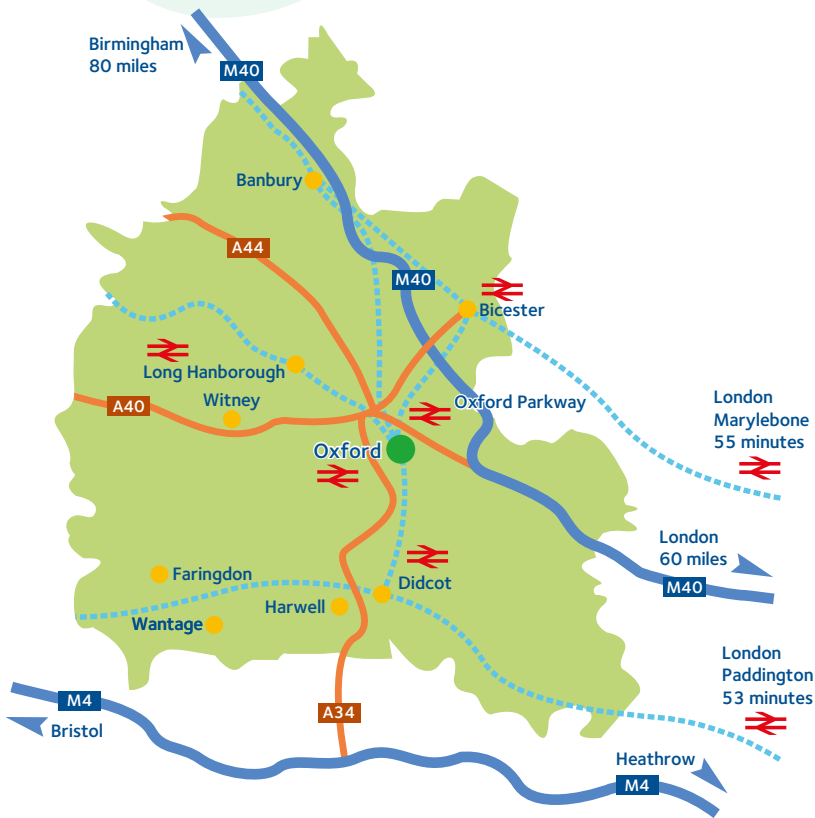 Birmingham
80 miles
M40
Banbury
A44
M40
Bicester
Long Hanborough
Witney
A40
Oxford Parkway
London
Marylebone
55 minutes
Oxford
London
60 miles
M40
Faringdon
Didcot
Harwell
Wantage
London
Paddington
53 minutes
M4
A34
Bristol
Heathrow
M4